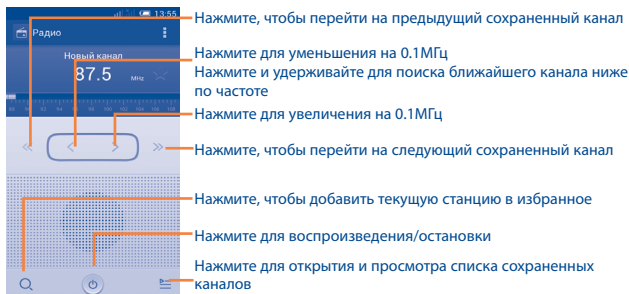 13:55
Радио
Новый канал
87.5 MHz
Нажмите, чтобы перейти на предыдущий сохраненный канал
Нажмите для уменьшения на 0.1МГц
Нажмите и удерживайте для поиска ближайшего канала ниже
по частоте
Нажмите для увеличения на 0.1МГц
Нажмите, чтобы перейти на следующий сохраненный канал
Нажмите, чтобы добавить текущую станцию в избранное
Нажмите для воспроизведения/остановки
Нажмите для открытия и просмотра списка сохраненных
каналов